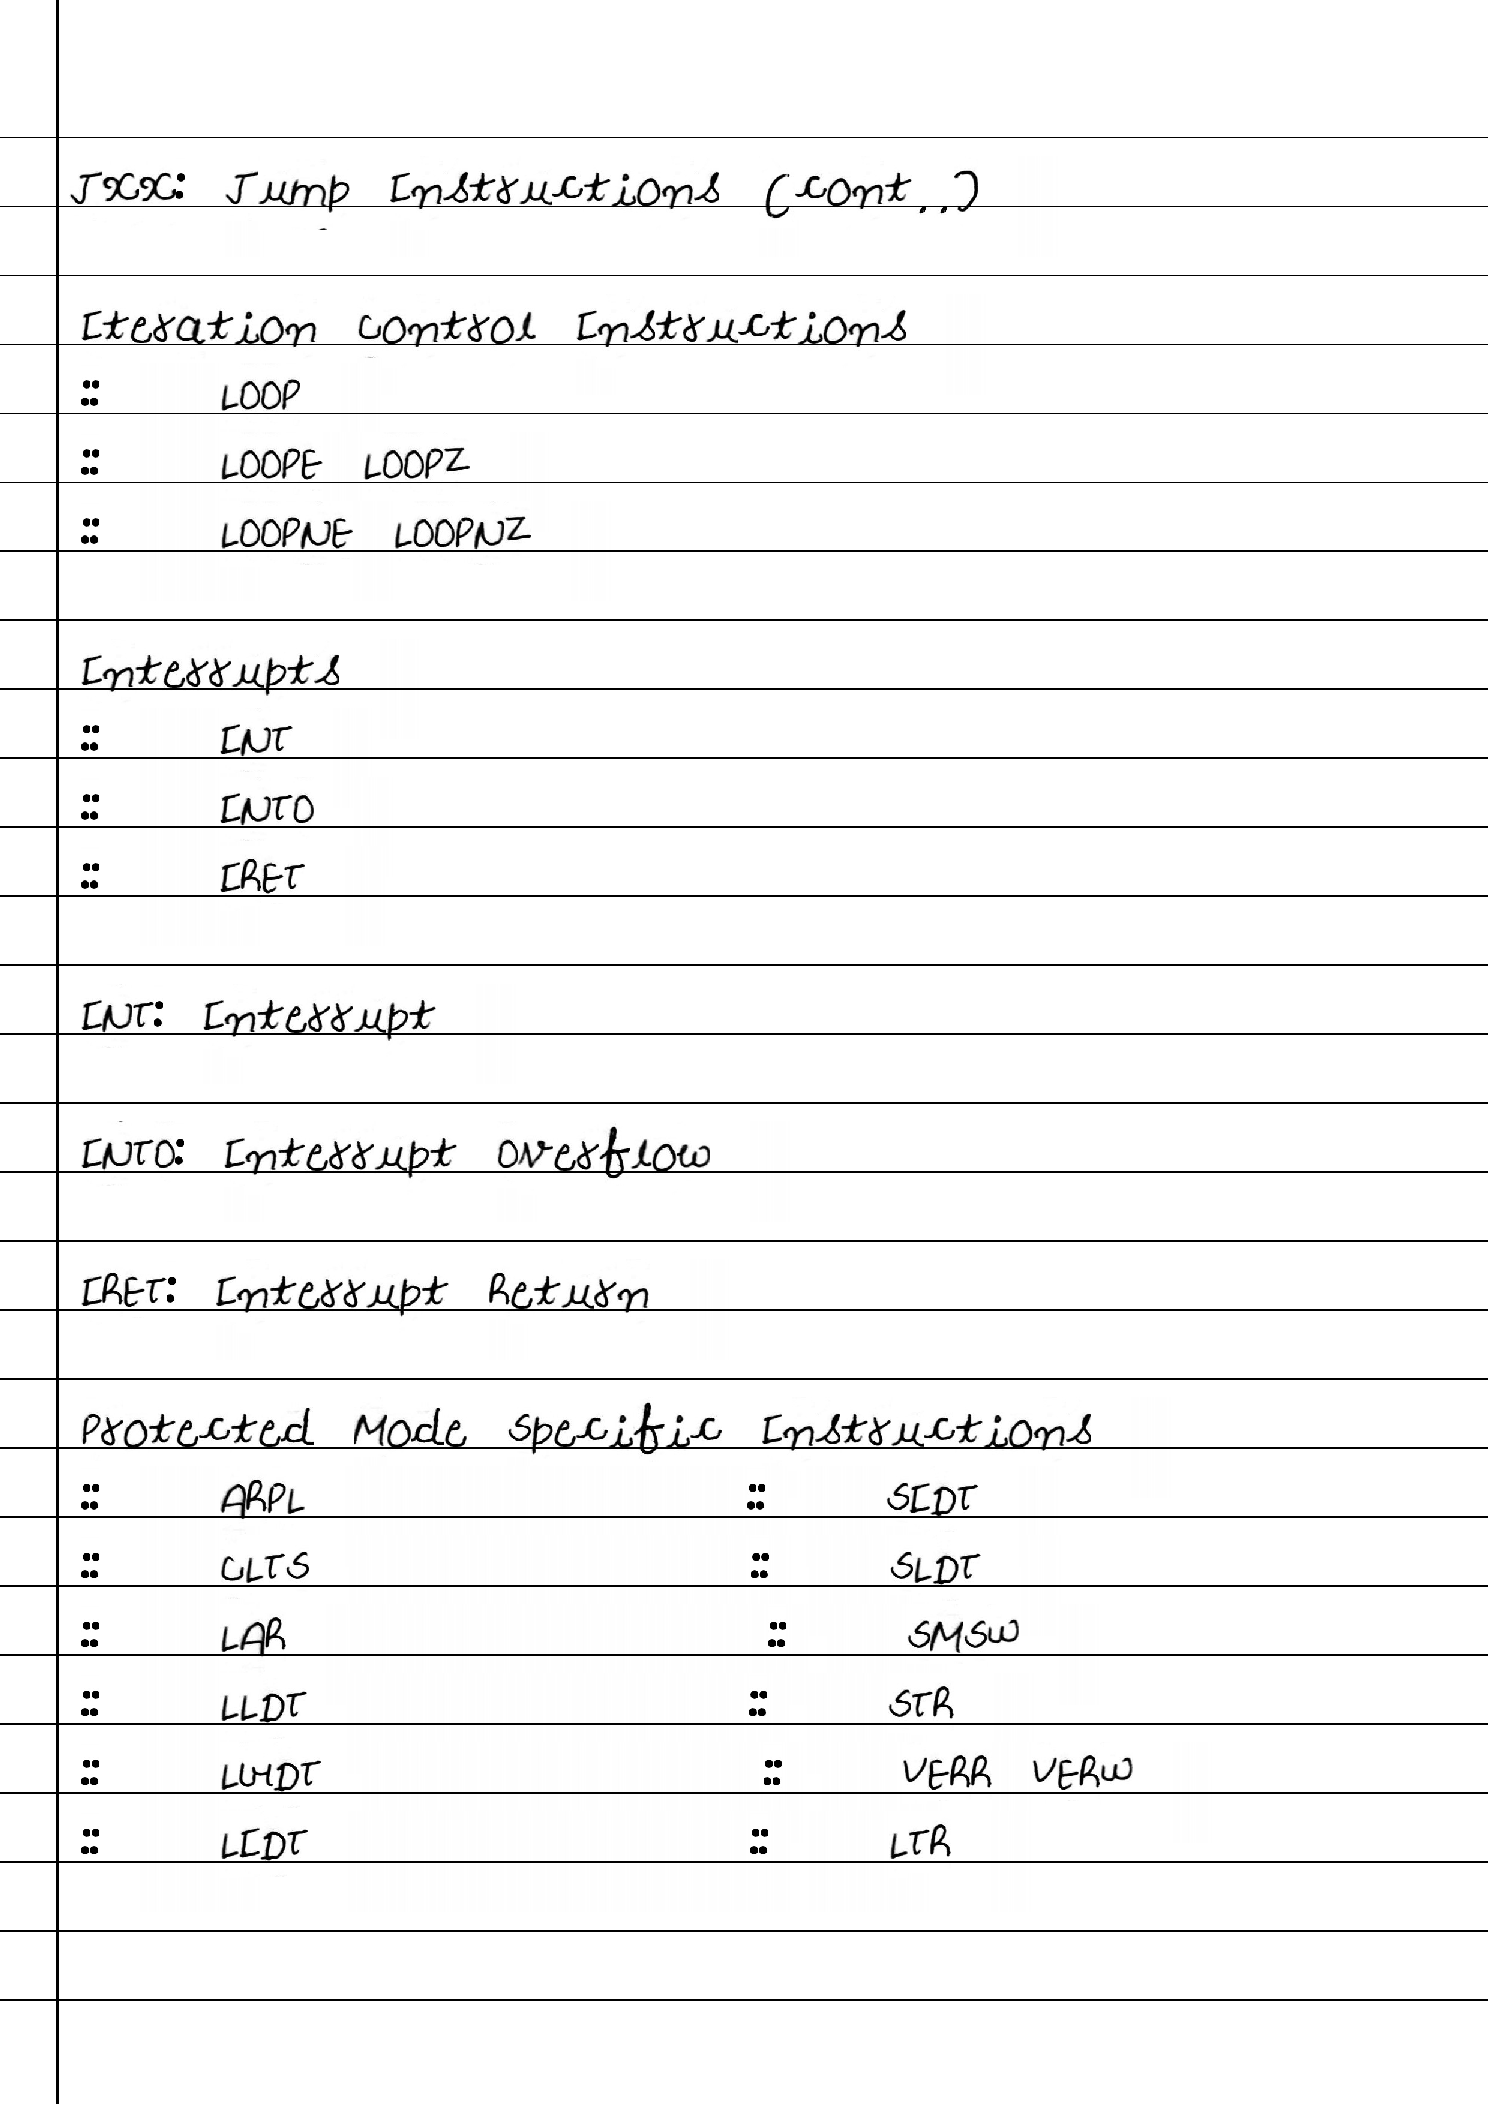 Jxx: Jump Instructions (cont..)
Iteration control Instructions
:: LOOP
:: LOOPE LOOPZ
:: LOOPNE LOOPNZ
Interrupts
:: INT
:: INTO
:: IRET
INT: Interrupt
INTO: Interrupt overflow
IRET: Interrupt Return
Protected Mode specific Instructions
:: ARPL :: SIDT
:: CLTS :: SLDT
:: LAR :: SMSW
:: LLDT :: STR
:: LGDT :: VERR VERW
:: LIDT :: LTR